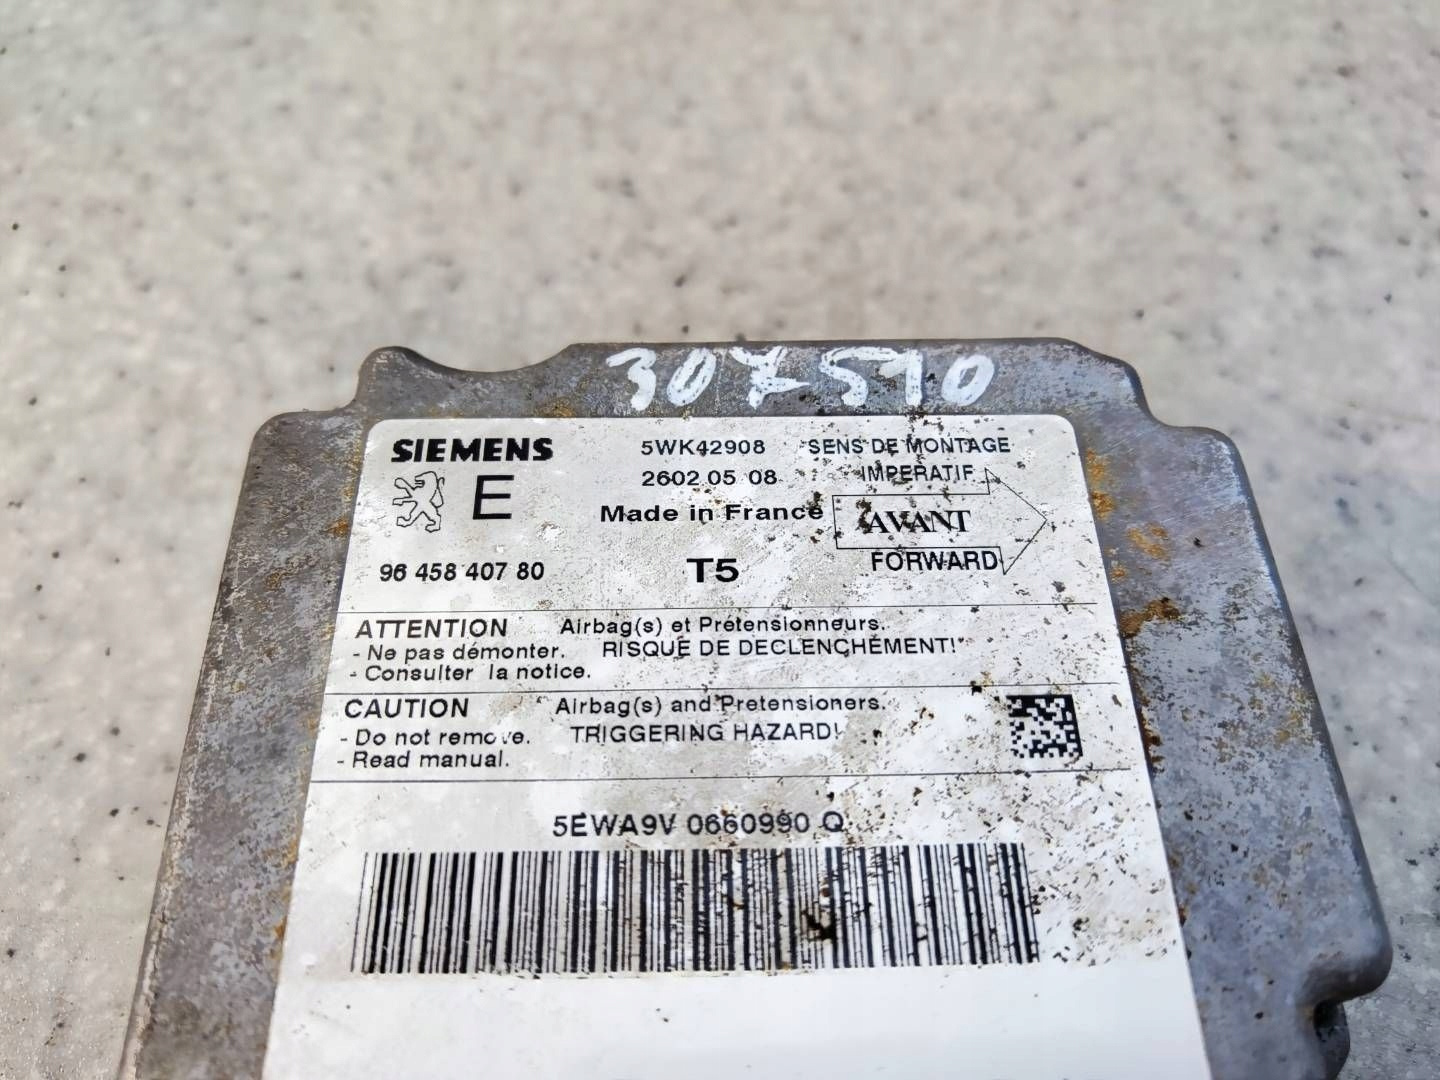 307510
SIEMENS 5WK42908 SENS DE MONTAGE
E 2602 05 08 IMPERATIF
Made in France AVANT
96 458 407 80 T5 FORWARD
ATTENTION Airbag(s) et Prétensionneurs.
- Ne pas démonter. RISQUE DE DECLENCHEMENT!
- Consulter la notice.
CAUTION Airbag(s) and Pretensioners.
- Do not remove. TRIGGERING HAZARD!
- Read manual.
5EWA9V 0660990 Q